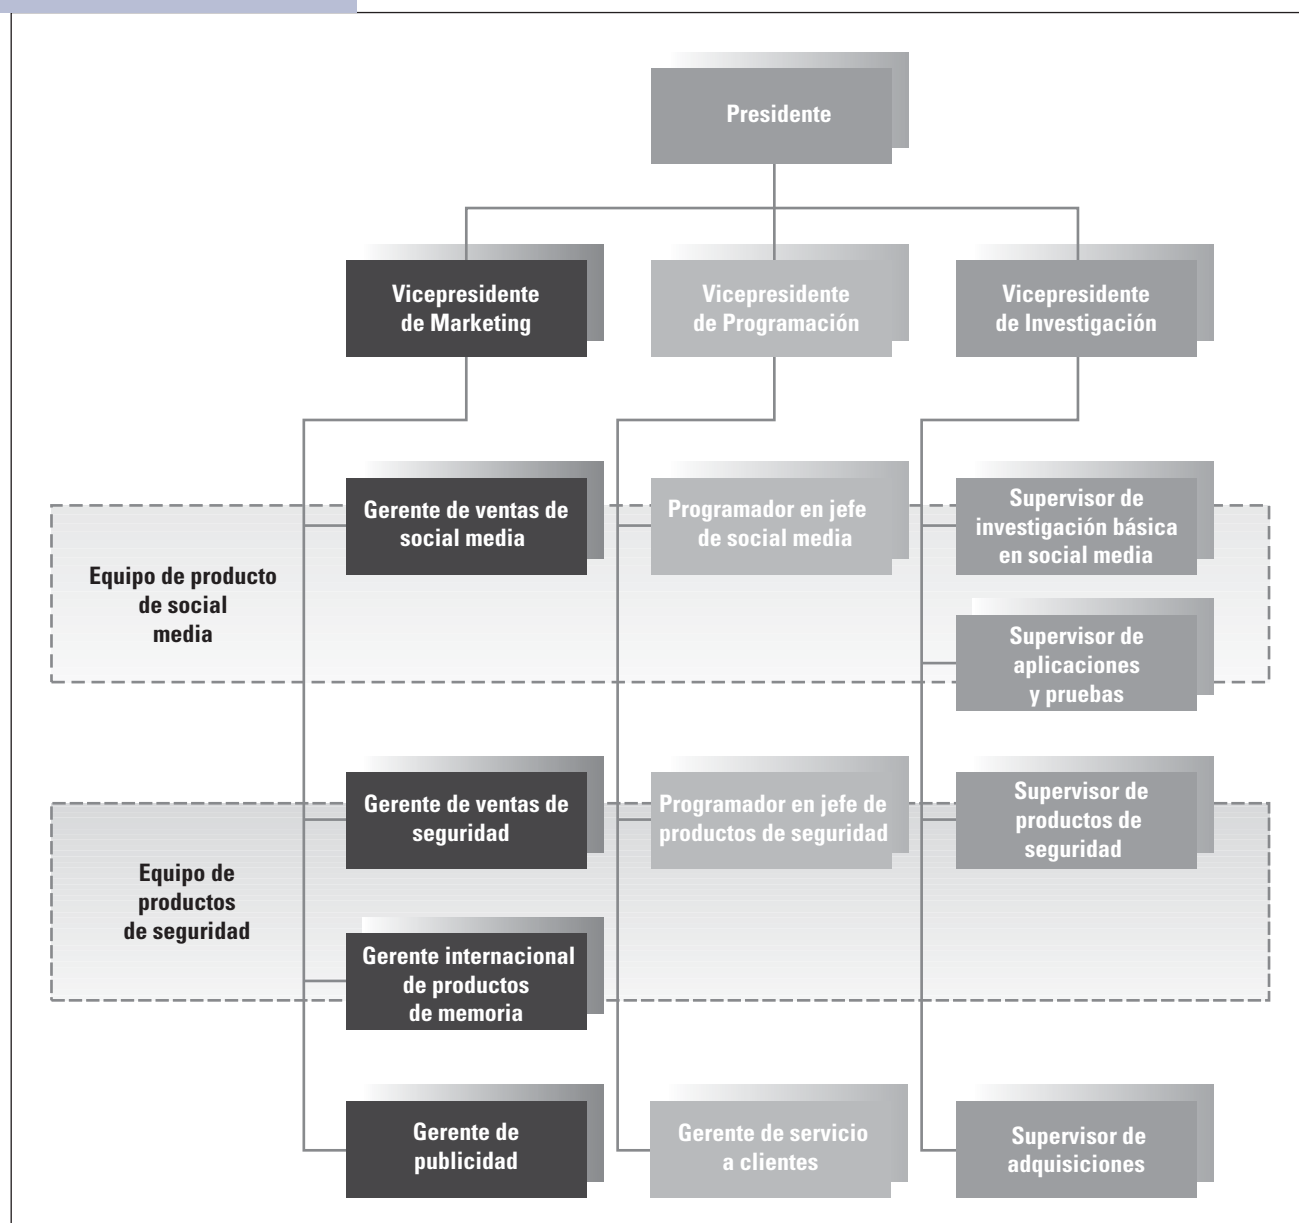 Presidente
Vicepresidente
de Marketing
Vicepresidente
de Programación
Vicepresidente
de Investigación
Gerente de ventas de
social media
Programador en jefe
de social media
Supervisor de
investigación básica
en social media
Equipo de producto
de social
media
Supervisor de
aplicaciones
y pruebas
Gerente de ventas de
seguridad
Programador en jefe de
productos de seguridad
Supervisor de
productos de
seguridad
Equipo de
productos
de seguridad
Gerente internacional
de productos
de memoria
Gerente de
publicidad
Gerente de servicio
a clientes
Supervisor de
adquisiciones